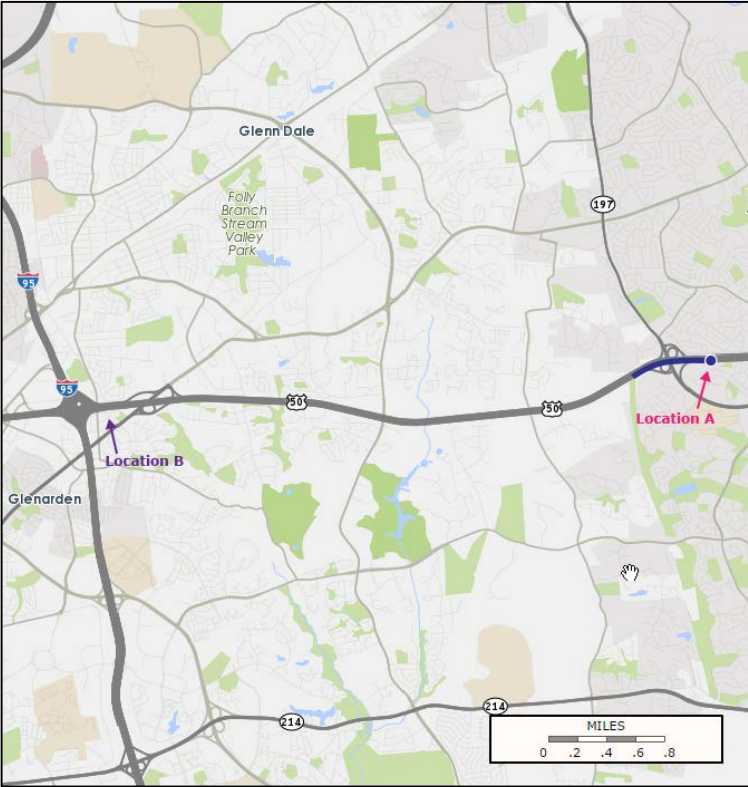 Glenn Dale
Folly
Branch
Stream
Valley
Park
197
95
95
50
50
Location A
Location B
Glenarden
214
214
MILES
0 .2 .4 .6 .8